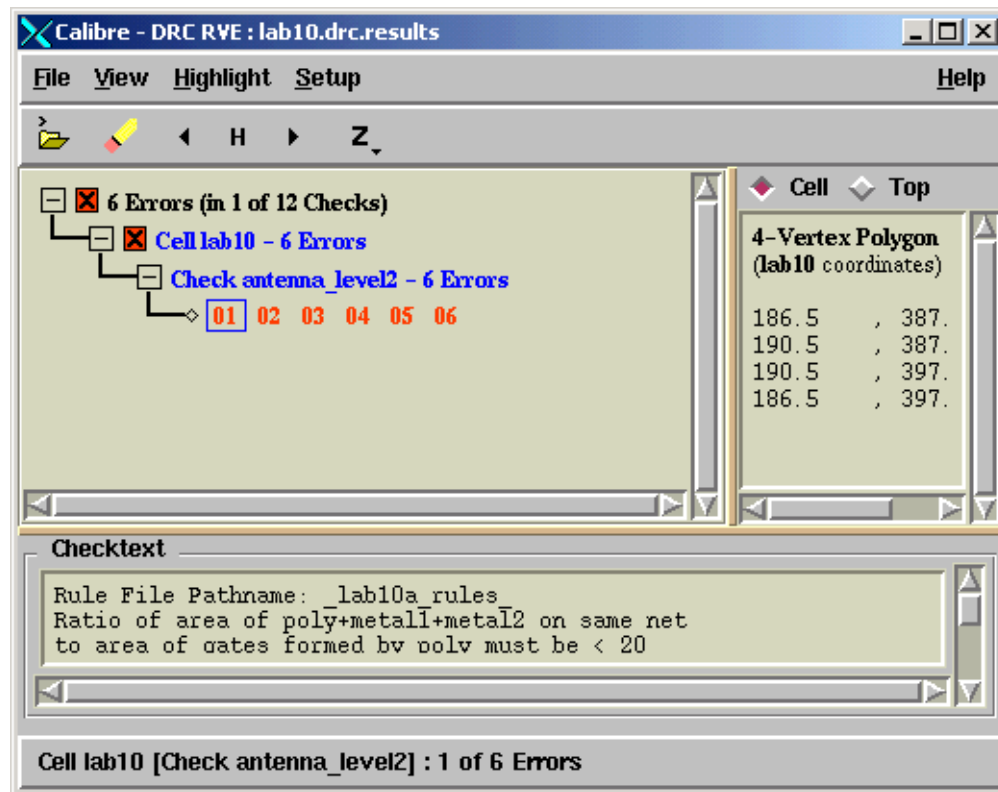 Calibre - DRC RVE : lab10.drc.results
File View Highlight Setup Help
H Z
6 Errors (in 1 of 12 Checks)
Cell lab10 - 6 Errors
Check antenna_level2 - 6 Errors
01 02 03 04 05 06
Cell Top
4-Vertex Polygon
(lab10 coordinates)
186.5 , 387.
190.5 , 387.
190.5 , 397.
186.5 , 397.
Checktext
Rule File Pathname: _lab10a_rules_
Ratio of area of poly+metal1+metal2 on same net
to area of gates formed by poly must be < 20
Cell lab10 [Check antenna_level2] : 1 of 6 Errors